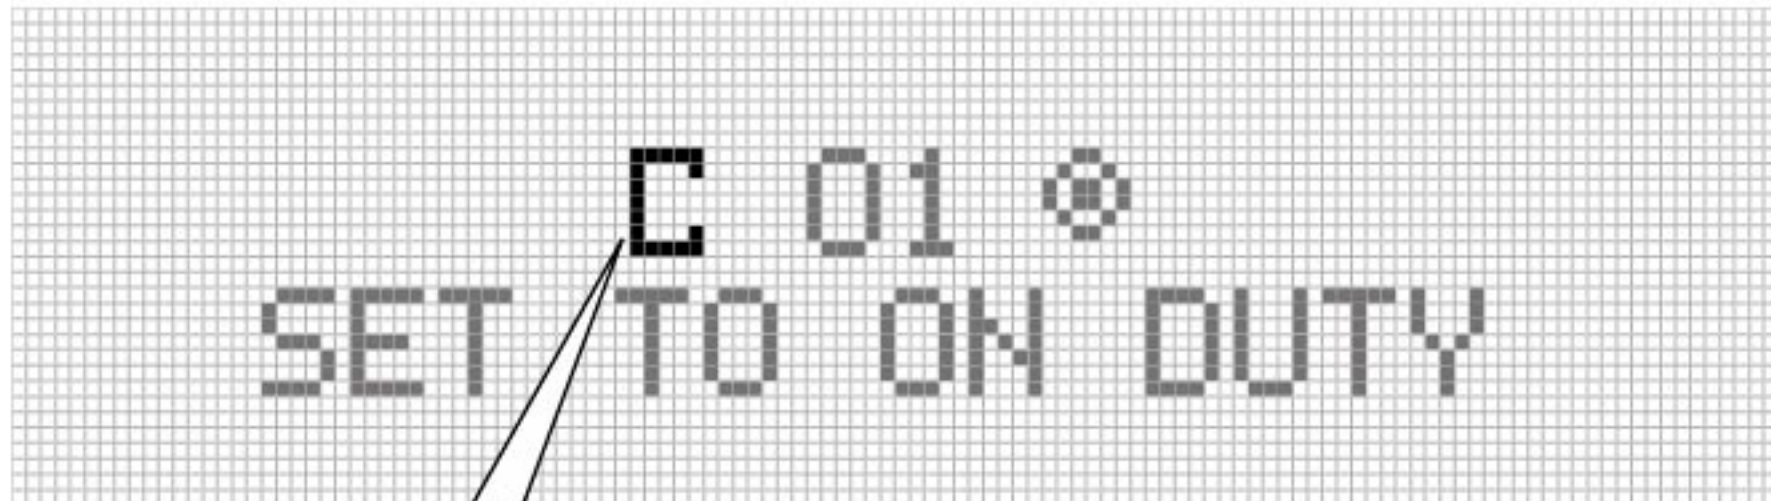 C 01 ◉
SET TO ON DUTY